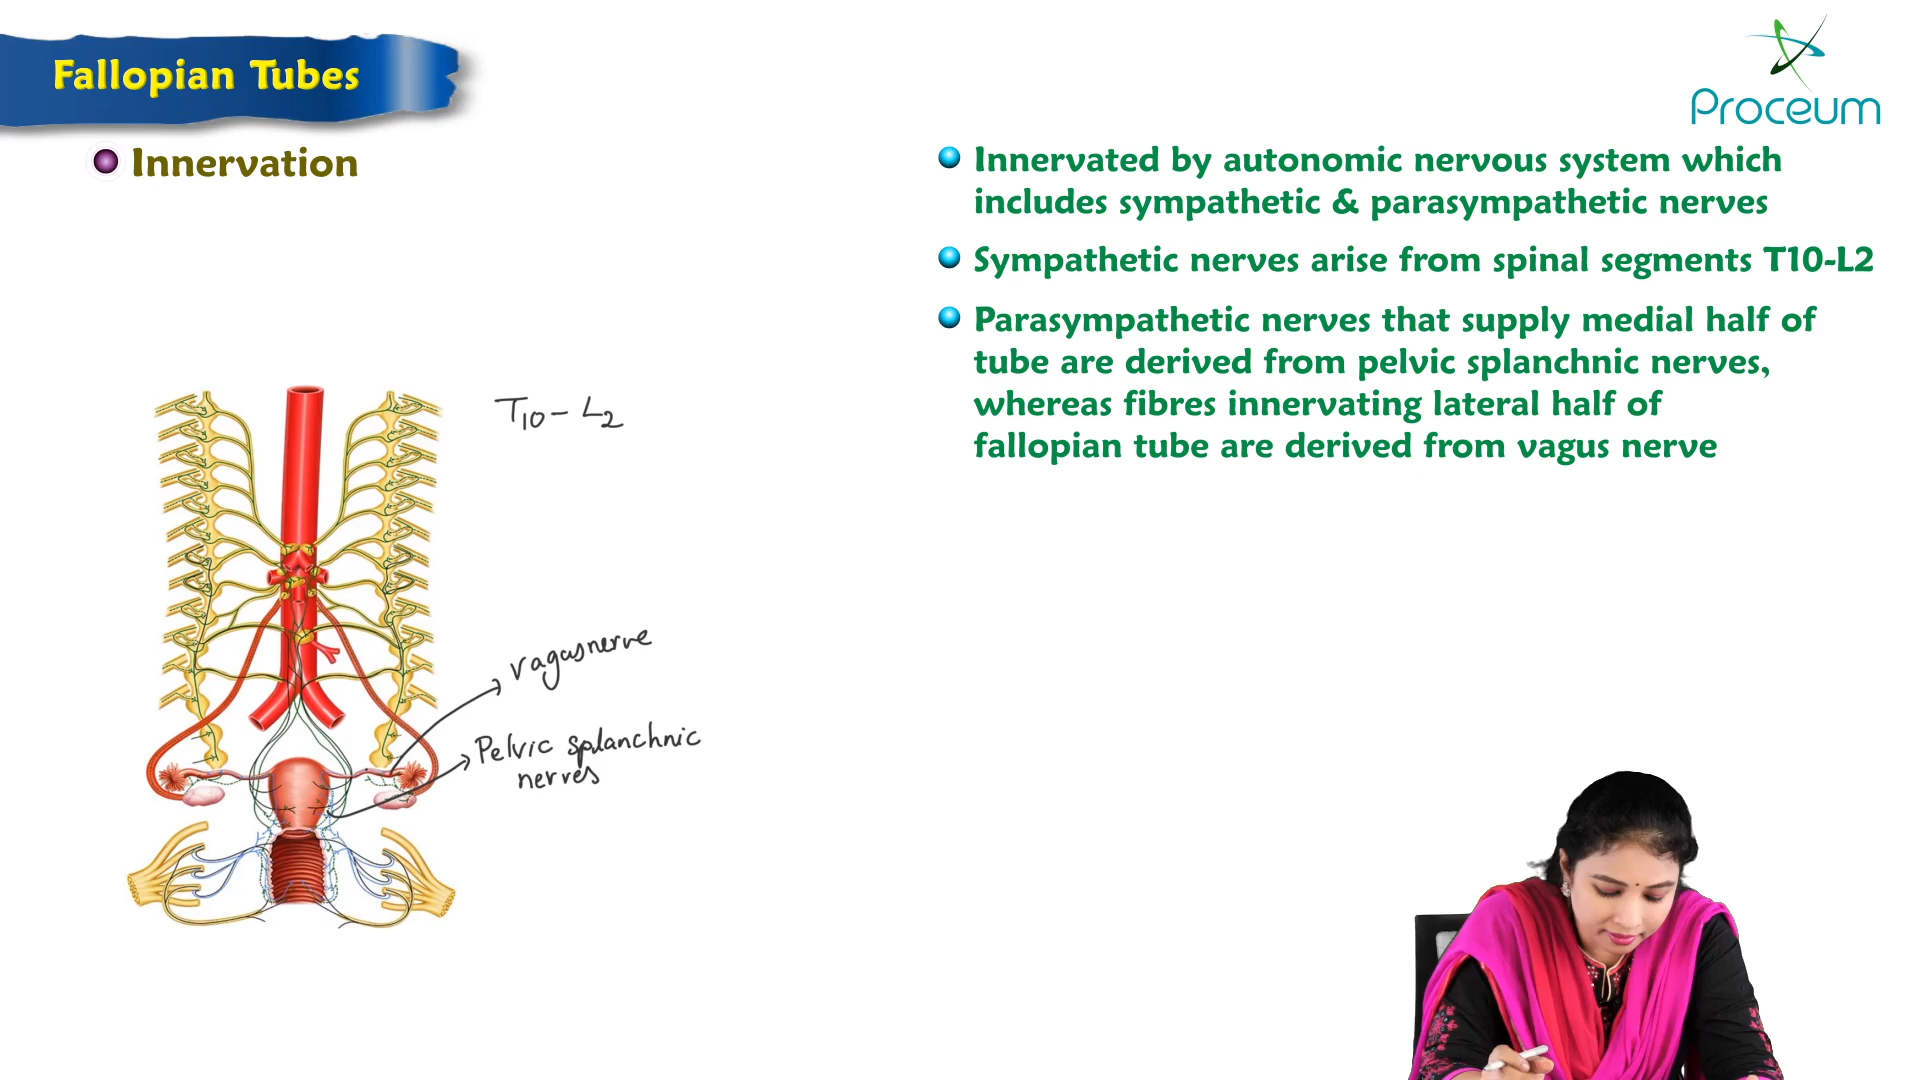 Fallopian Tubes
Proceum
Innervation
Innervated by autonomic nervous system which
includes sympathetic & parasympathetic nerves
Sympathetic nerves arise from spinal segments T10-L2
Parasympathetic nerves that supply medial half of
tube are derived from pelvic splanchnic nerves,
whereas fibres innervating lateral half of
fallopian tube are derived from vagus nerve
T10 - L2
vagus nerve
Pelvic splanchnic
nerves